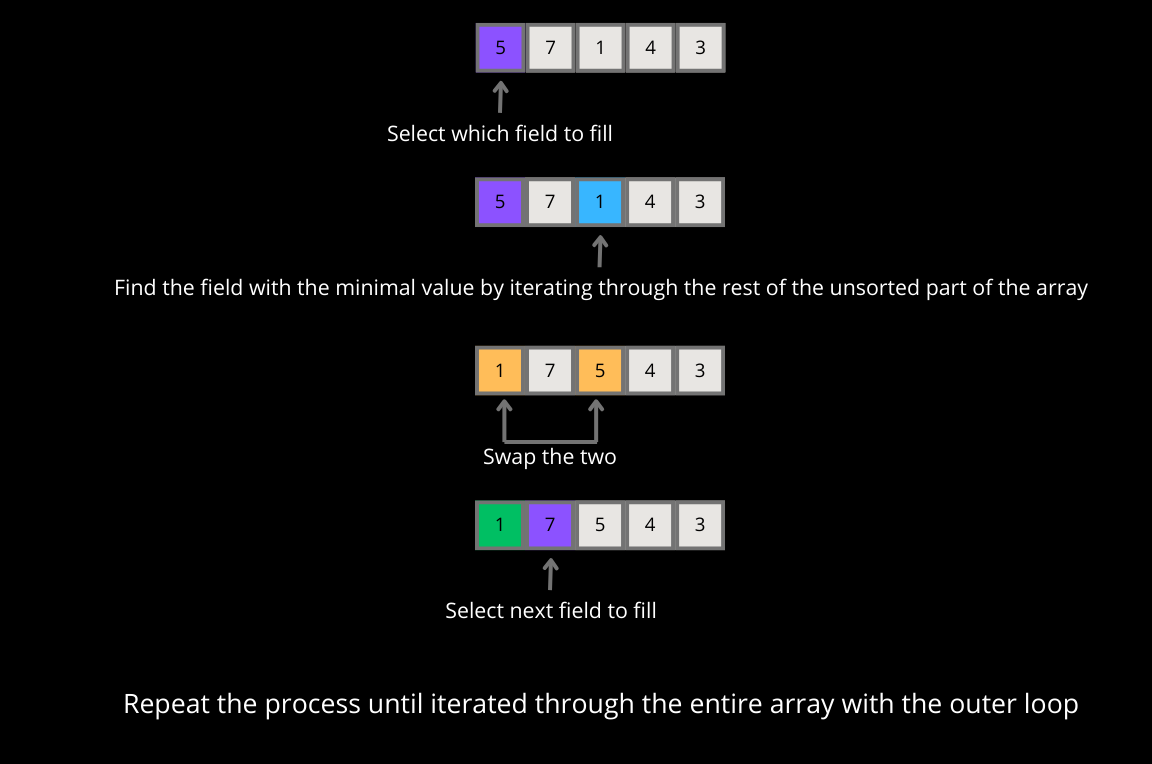 5 7 1 4 3
Select which field to fill
5 7 1 4 3
Find the field with the minimal value by iterating through the rest of the unsorted part of the array
1 7 5 4 3
Swap the two
1 7 5 4 3
Select next field to fill
Repeat the process until iterated through the entire array with the outer loop